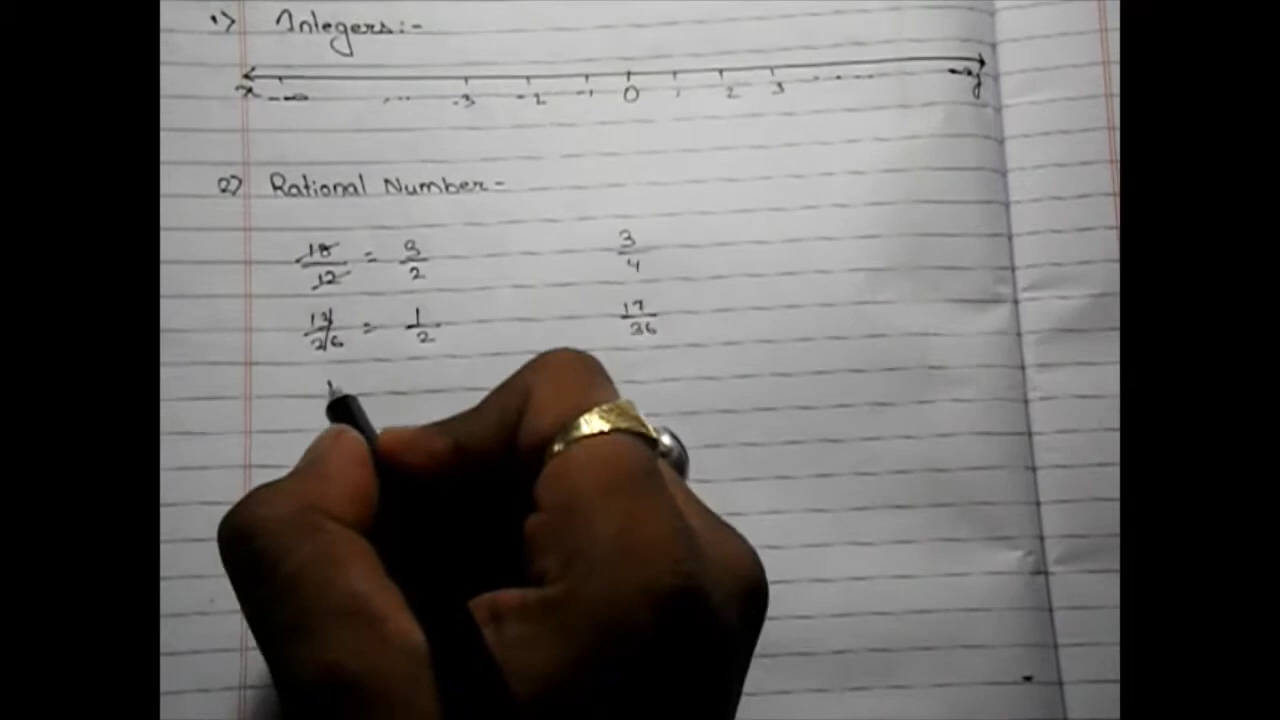 1) Integers:-
x -∞ ... -3 -2 -1 0 1 2 3 ..... y
2) Rational Number-
18/12 = 3/2 3/4
13/26 = 1/2 17/36